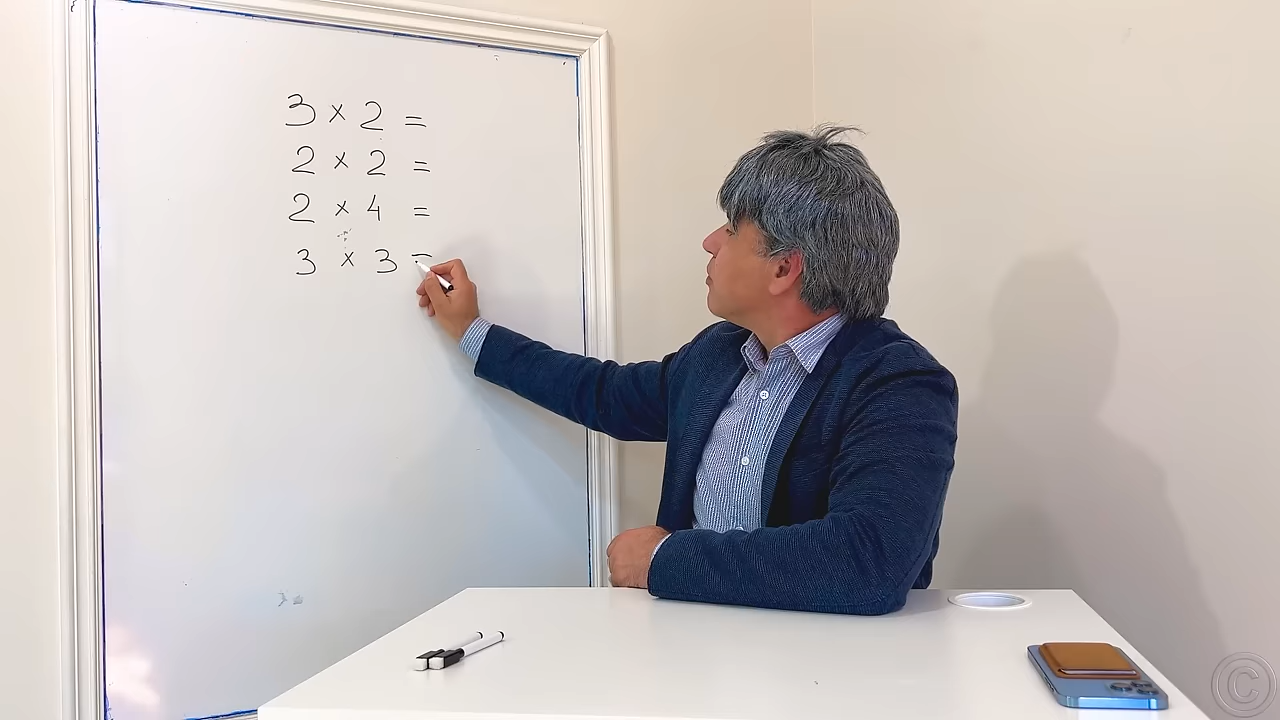 3 × 2 =
2 × 2 =
2 × 4 =
3 × 3 =
©